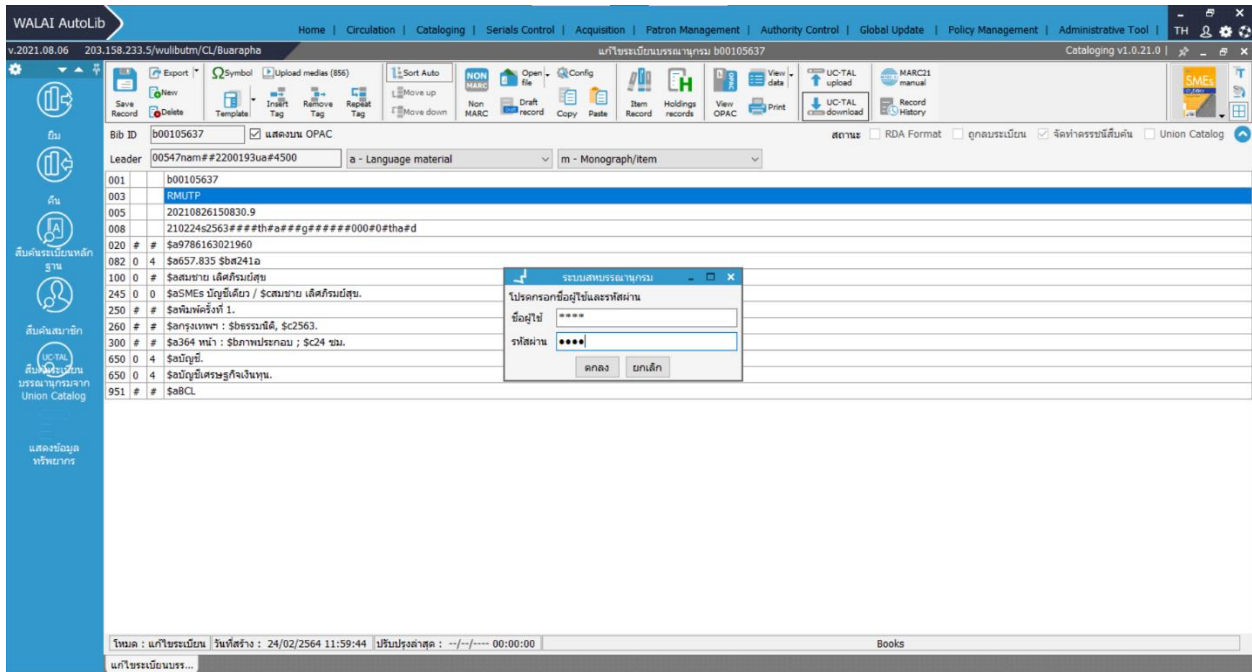 WALAI AutoLib
Home | Circulation | Cataloging | Serials Control | Acquisition | Patron Management | Authority Control | Global Update | Policy Management | Administrative Tool | TH
v.2021.08.06 203.158.233.5/wulibutm/CL/Buarapha แก้ไขระเบียนบรรณานุกรม b00105637 Cataloging v1.0.21.0 |
Save Record
Export
New
Delete
Symbol
Template
Upload medias (856)
Insert Tag
Remove Tag
Repeat Tag
Sort Auto
Move up
Move down
NON MARC
Non MARC
Open file
Draft record
Config
Copy
Paste
Item Record
Holdings records
OPAC
View OPAC
View data
Print
UC-TAL upload
UC-TAL download
MARC21 manual
Record History
SMEs
ยืม
คืน
สืบค้นระเบียนหลักฐาน
สืบค้นสมาชิก
UC-TAL
สืบค้นระเบียนบรรณานุกรมจาก Union Catalog
แสดงข้อมูลทรัพยากร
Bib ID b00105637 แสดงบน OPAC สถานะ RDA Format ถูกลบระเบียน จัดทำดรรชนีสืบค้น Union Catalog
Leader 00547nam##2200193ua#4500 a - Language material m - Monograph/item
001 b00105637
003 RMUTP
005 20210826150830.9
008 210224s2563####th#a###g######000#0#tha#d
020 # # $a9786163021960
082 0 4 $a657.835 $bส241อ
100 0 # $aสมชาย เลิศภิรมย์สุข
245 0 0 $aSMEs บัญชีเดียว / $cสมชาย เลิศภิรมย์สุข.
250 # # $aพิมพ์ครั้งที่ 1.
260 # # $aกรุงเทพฯ : $bธรรมนิติ, $c2563.
300 # # $a364 หน้า : $bภาพประกอบ ; $c24 ซม.
650 0 4 $aบัญชี.
650 0 4 $aบัญชีเศรษฐกิจเงินทุน.
951 # # $aBCL
ระบบสหบรรณานุกรม
โปรดกรอกชื่อผู้ใช้และรหัสผ่าน
ชื่อผู้ใช้ ****
รหัสผ่าน ●●●●
ตกลง ยกเลิก
โหมด : แก้ไขระเบียน วันที่สร้าง : 24/02/2564 11:59:44 ปรับปรุงล่าสุด : --/--/---- 00:00:00 Books
แก้ไขระเบียนบรร...